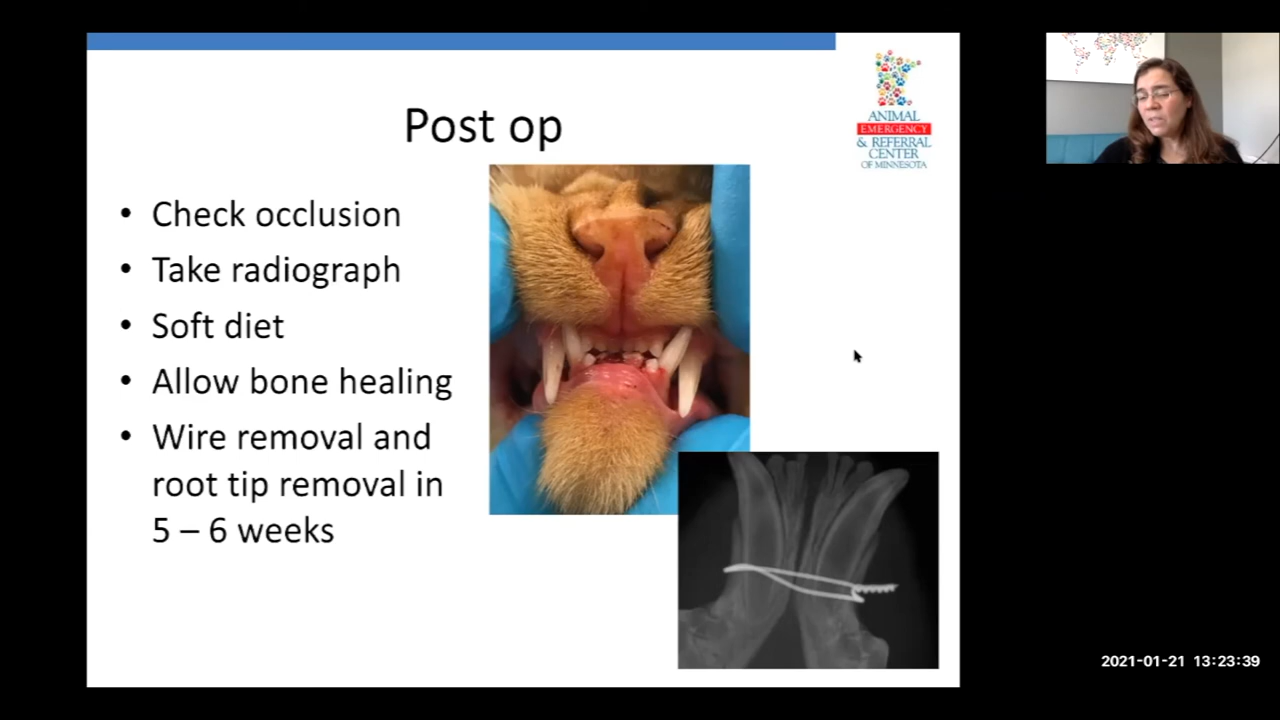 Post op
ANIMAL
EMERGENCY
& REFERRAL
CENTER
OF MINNESOTA
• Check occlusion
• Take radiograph
• Soft diet
• Allow bone healing
• Wire removal and
root tip removal in
5 – 6 weeks
2021-01-21 13:23:39